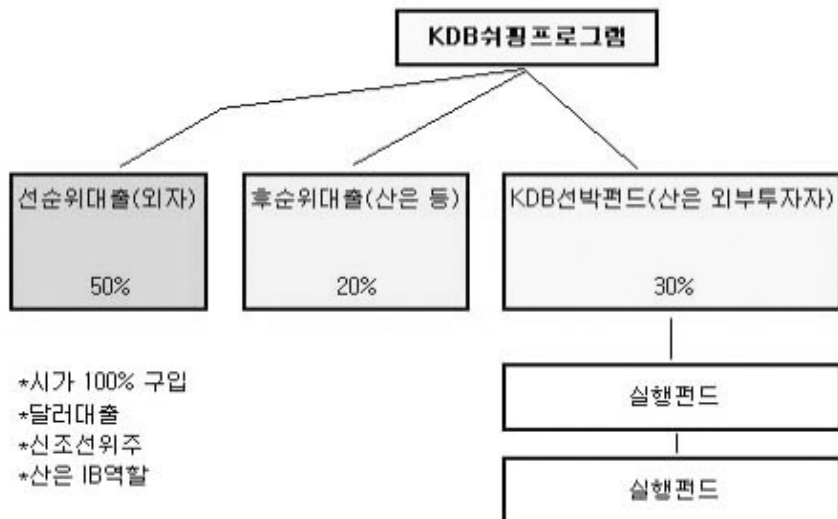 KDB쉬핑프로그램
선순위대출(외자)
50%
후순위대출(산은 등)
20%
KDB선박펀드(산은 외부투자자)
30%
*시가 100% 구입
*달러대출
*신조선위주
*산은 IB역할
실행펀드
실행펀드